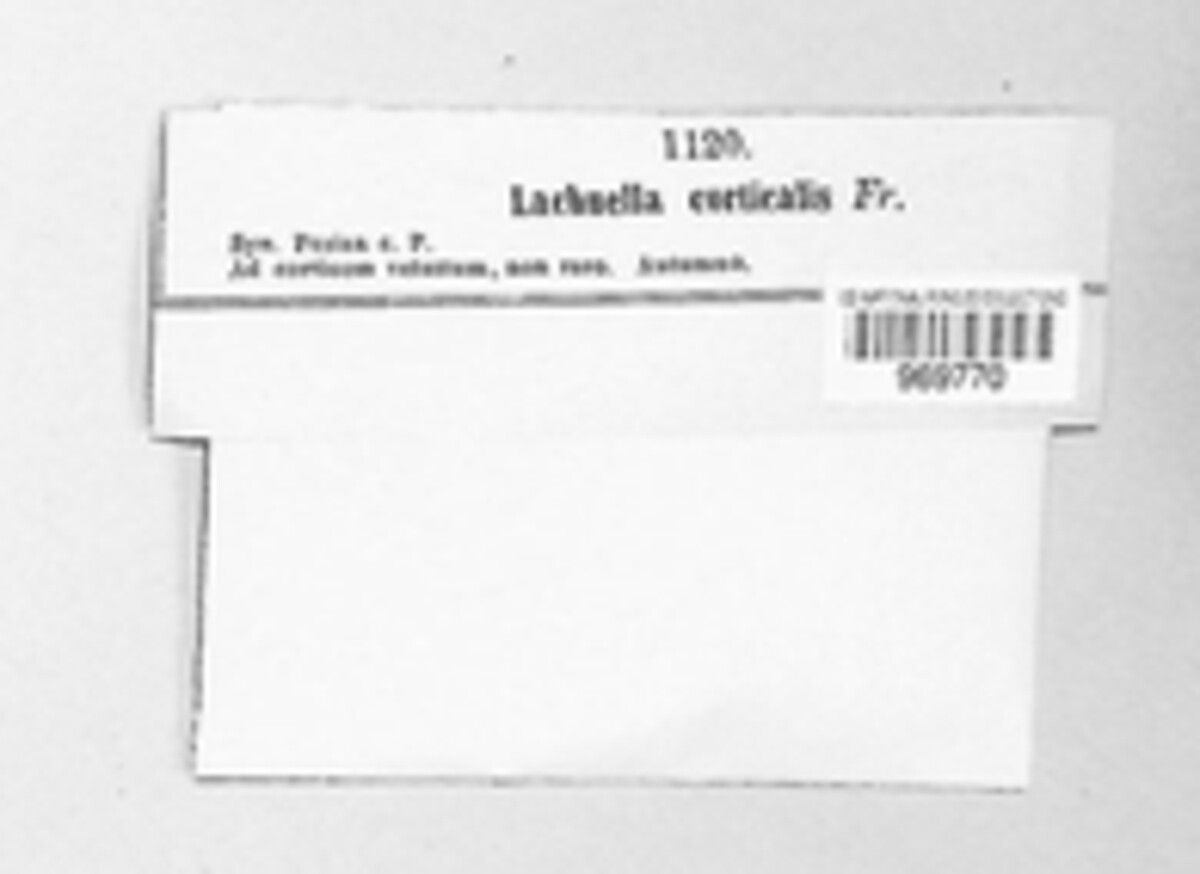 1120.
Lachnella corticalis Fr.
Syn. Peziza c. P.
Ad corticem vetustum, non raro. Autumno.
969770